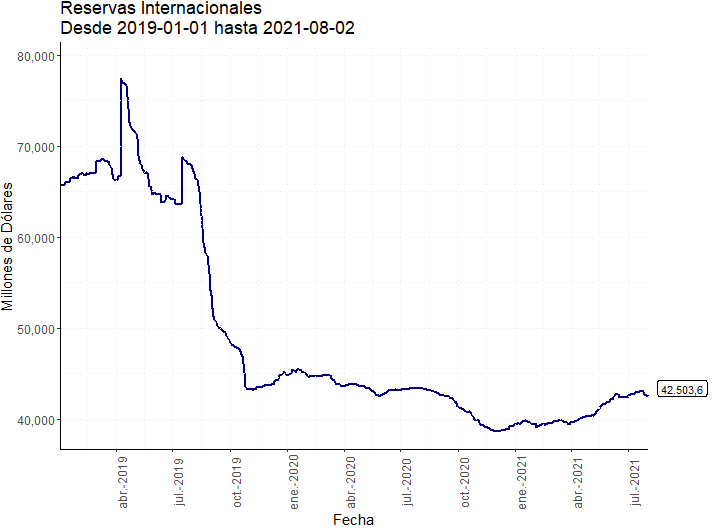 Reservas Internacionales
Desde 2019-01-01 hasta 2021-08-02
Millones de Dólares
80,000
70,000
60,000
50,000
40,000
42.503,6
abr.-2019
jul.-2019
oct.-2019
ene.-2020
abr.-2020
jul.-2020
oct.-2020
ene.-2021
abr.-2021
jul.-2021
Fecha